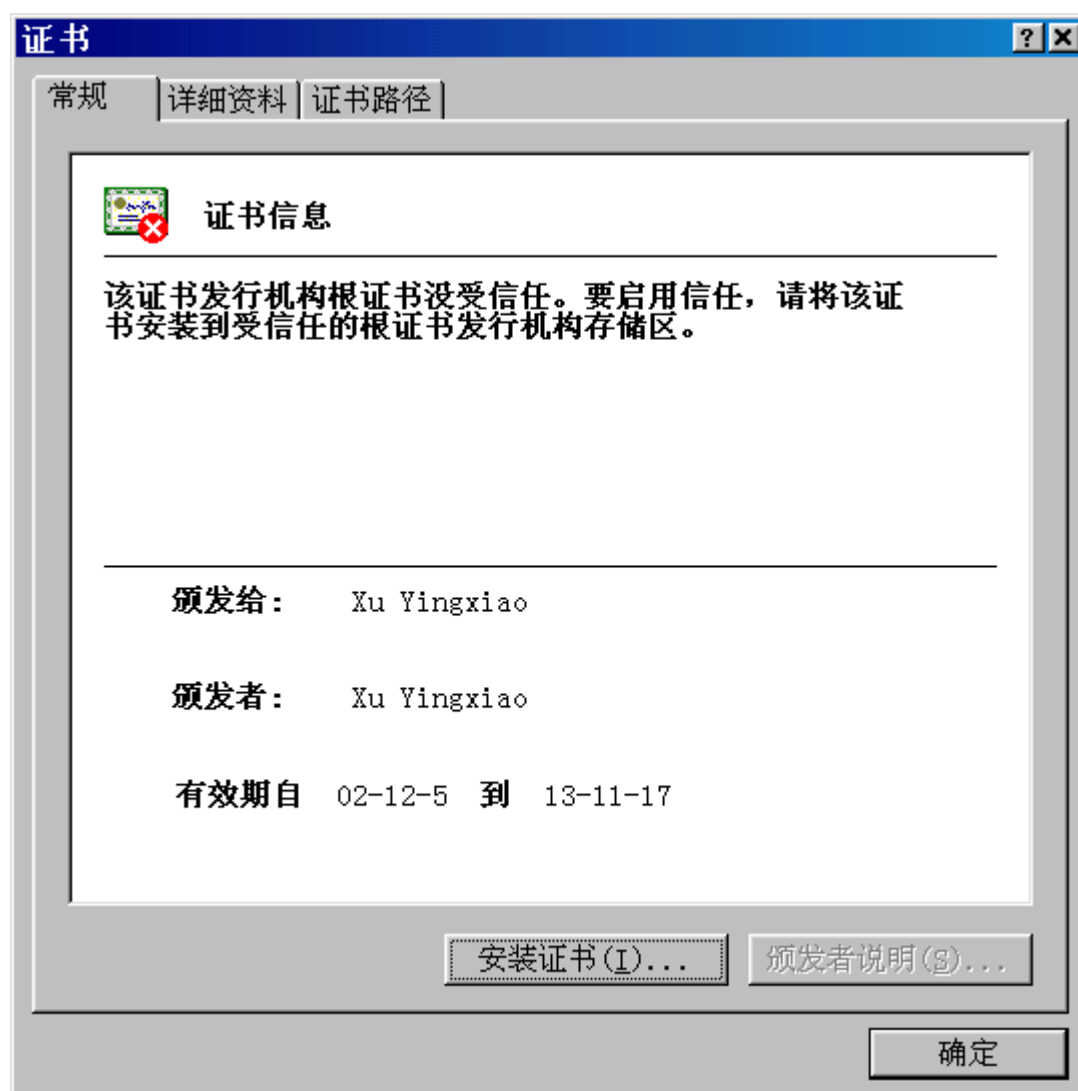 证书
常规 详细资料 证书路径
证书信息
该证书发行机构根证书没受信任。要启用信任，请将该证
书安装到受信任的根证书发行机构存储区。
颁发给： Xu Yingxiao
颁发者： Xu Yingxiao
有效期自 02-12-5 到 13-11-17
安装证书(I)... 颁发者说明(S)...
确定